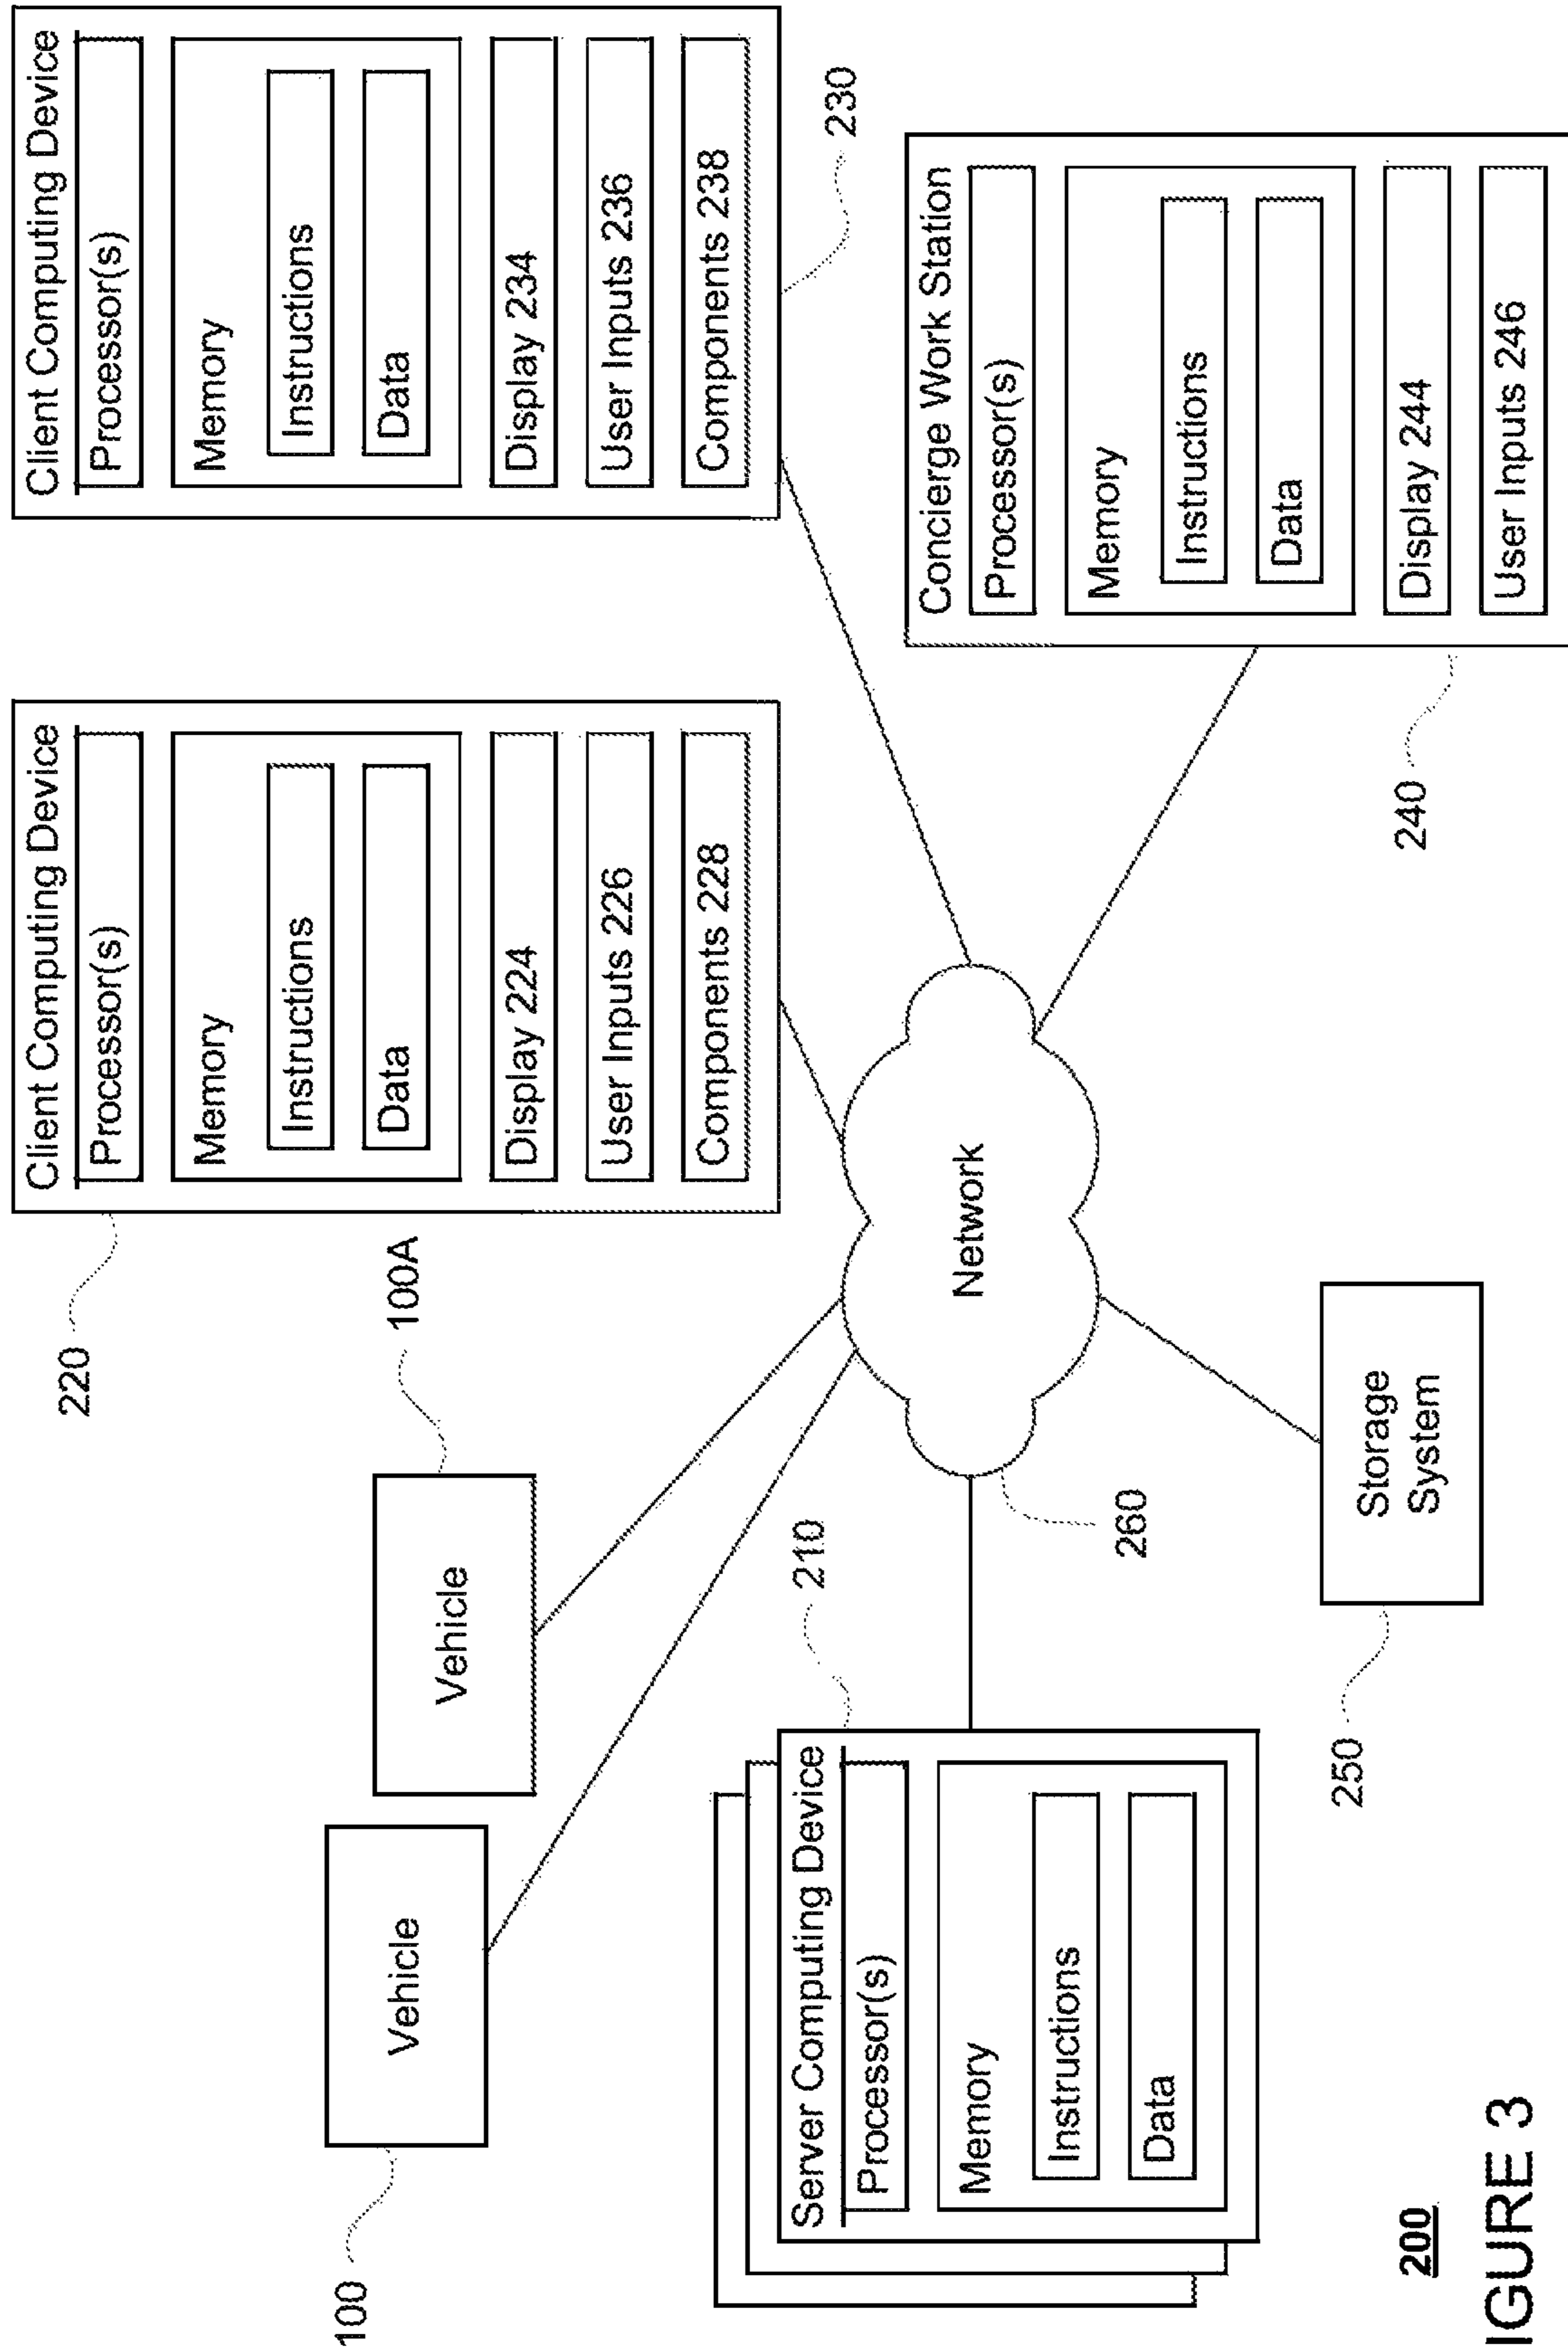 Client Computing Device
Processor(s)
Memory
Instructions
Data
Display 224
User Inputs 226
Components 228
220
Client Computing Device
Processor(s)
Memory
Instructions
Data
Display 234
User Inputs 236
Components 238
230
Vehicle
100
Vehicle
100A
Server Computing Device
Processor(s)
Memory
Instructions
Data
210
Network
260
Concierge Work Station
Processor(s)
Memory
Instructions
Data
Display 244
User Inputs 246
240
Storage
System
250
200
IGURE 3